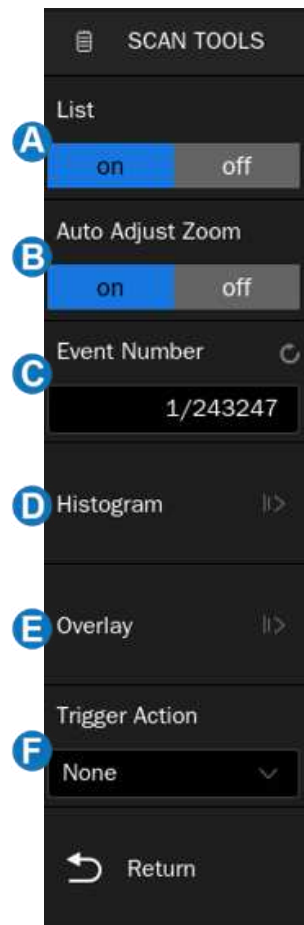 SCAN TOOLS
List
A
on off
Auto Adjust Zoom
B
on off
Event Number
C
1/243247
D Histogram
E Overlay
Trigger Action
F
None
Return